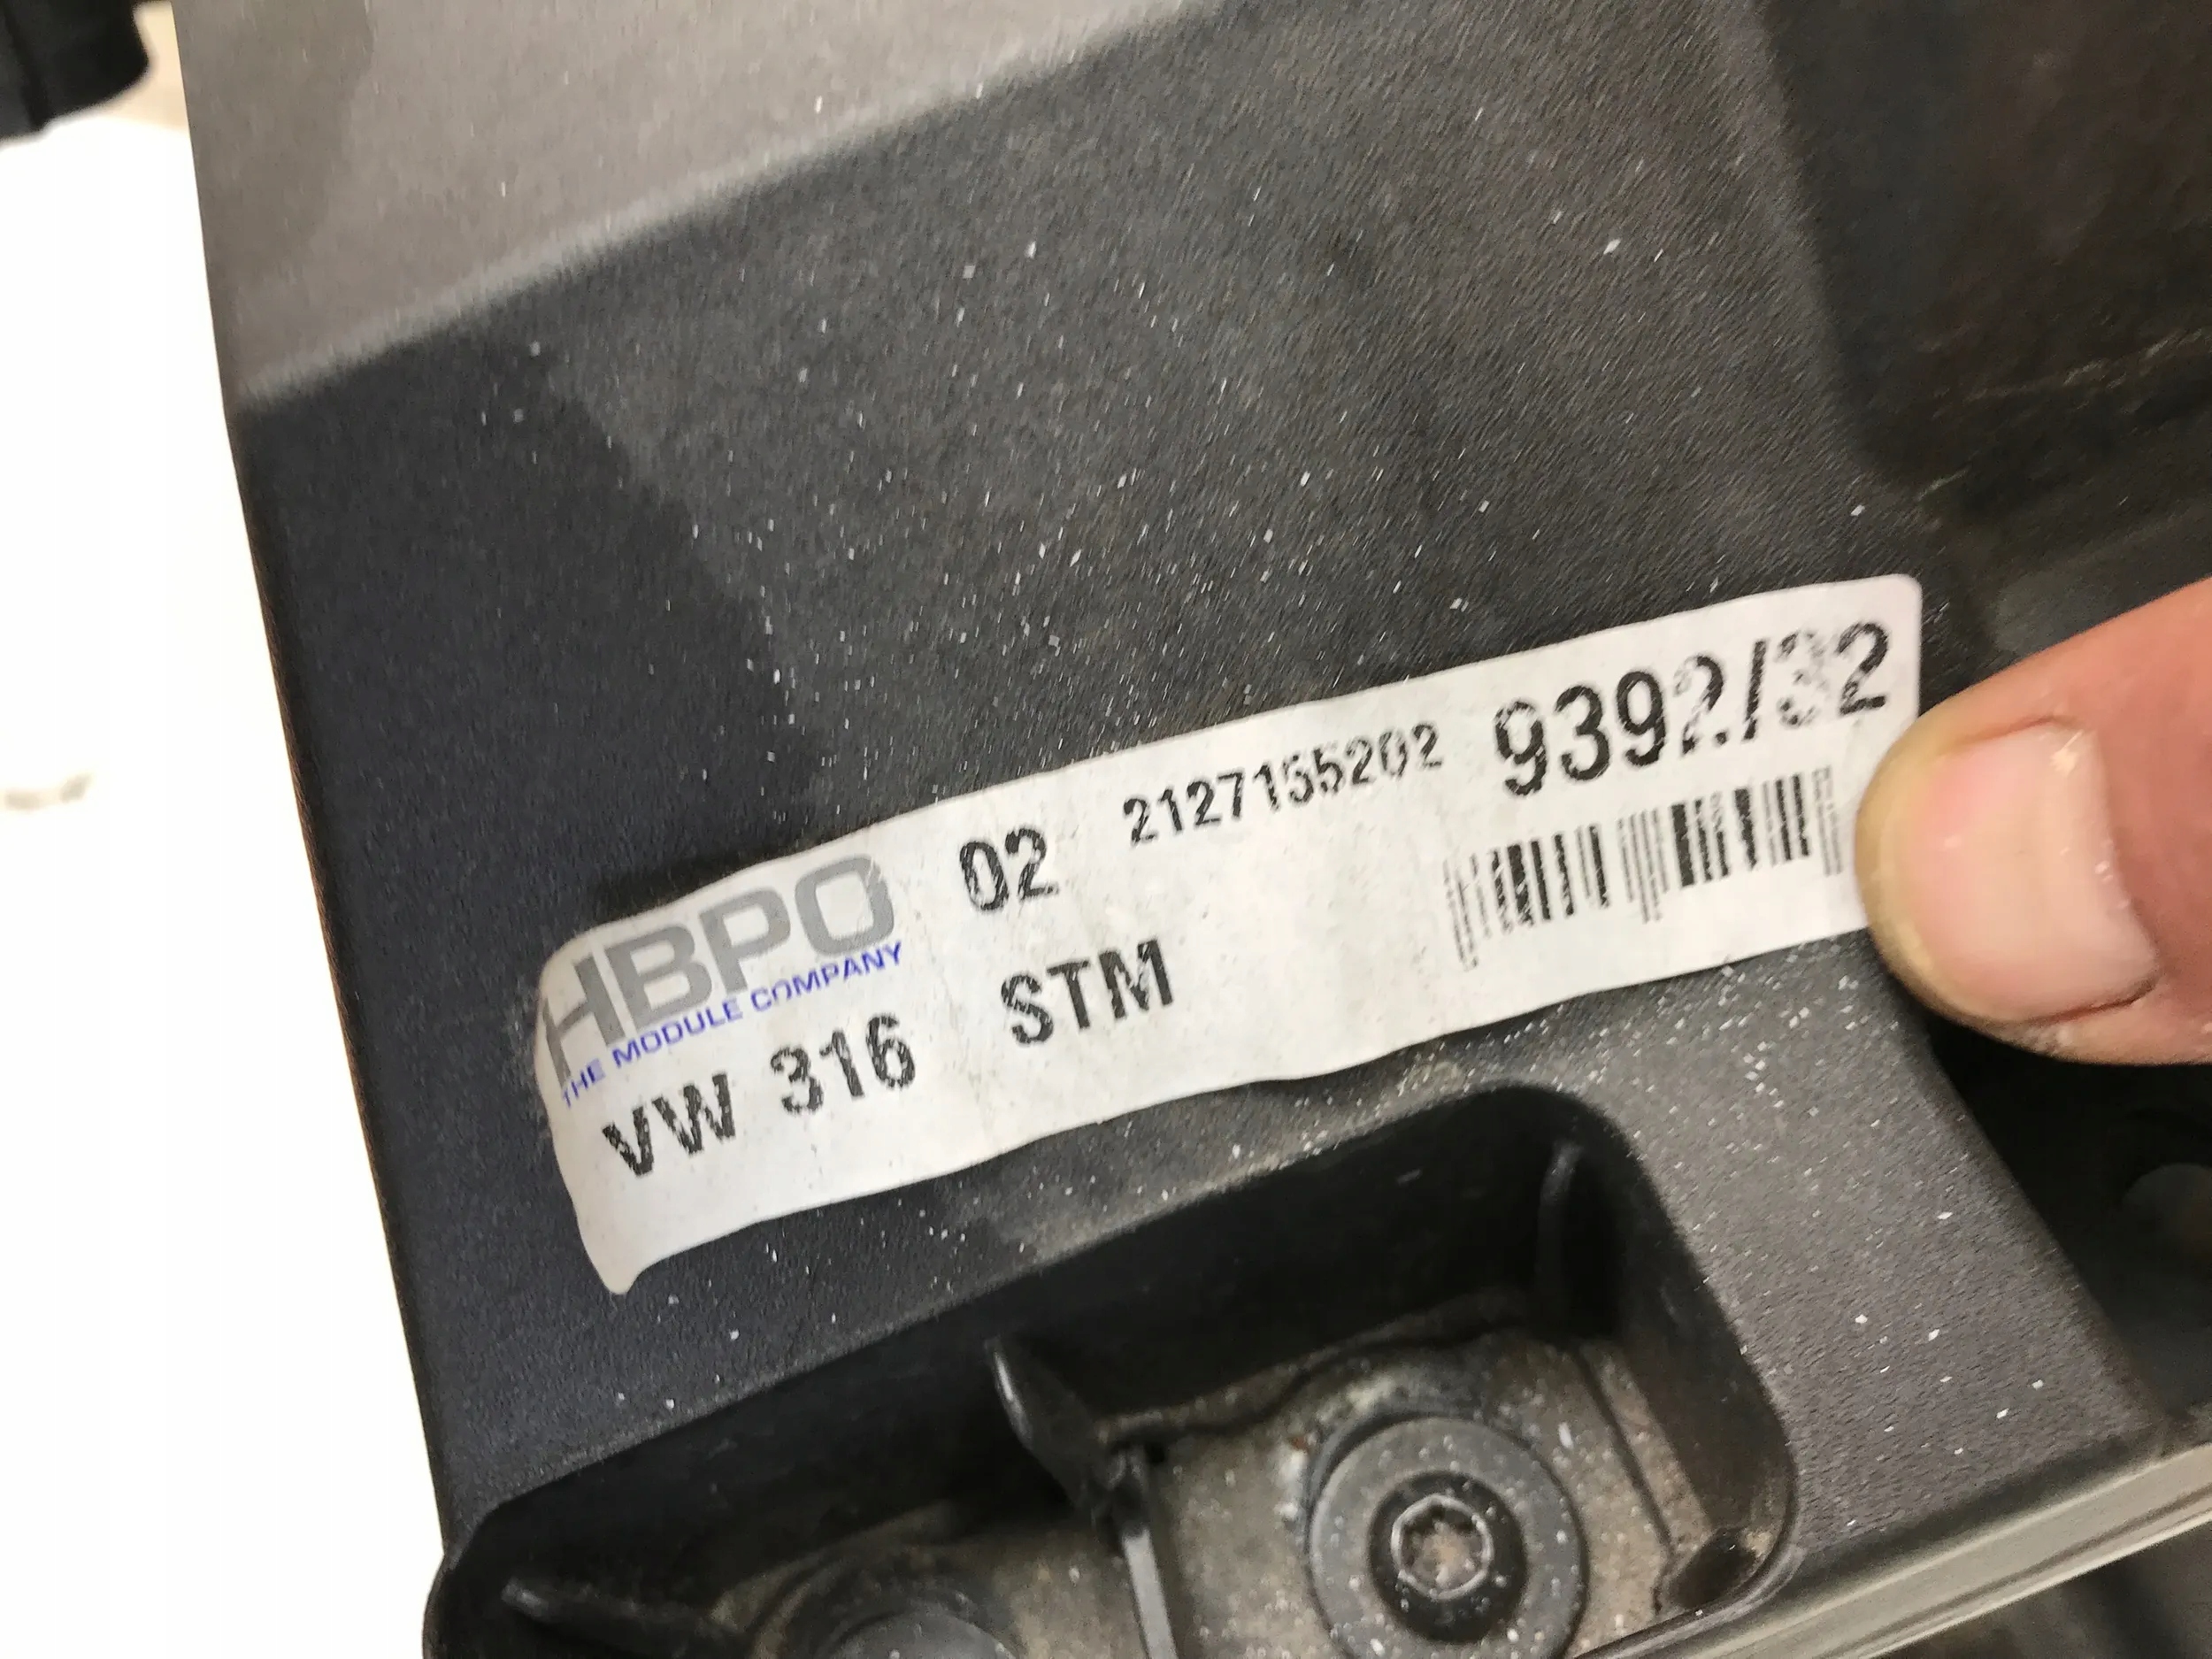 HBPO 02 2127155202 9392/32
THE MODULE COMPANY
VW 316 STM